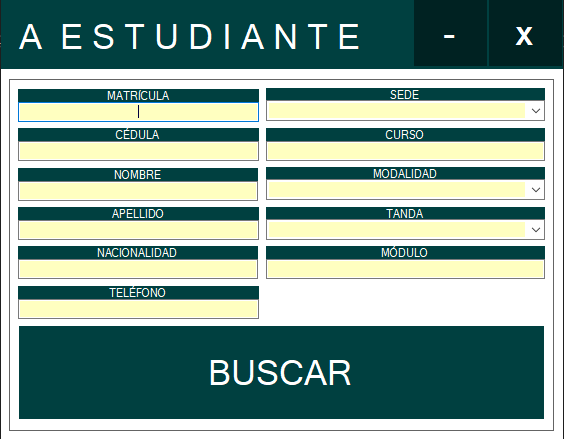 A ESTUDIANTE - x
MATRÍCULA
SEDE
CÉDULA
CURSO
NOMBRE
MODALIDAD
APELLIDO
TANDA
NACIONALIDAD
MÓDULO
TELÉFONO
BUSCAR